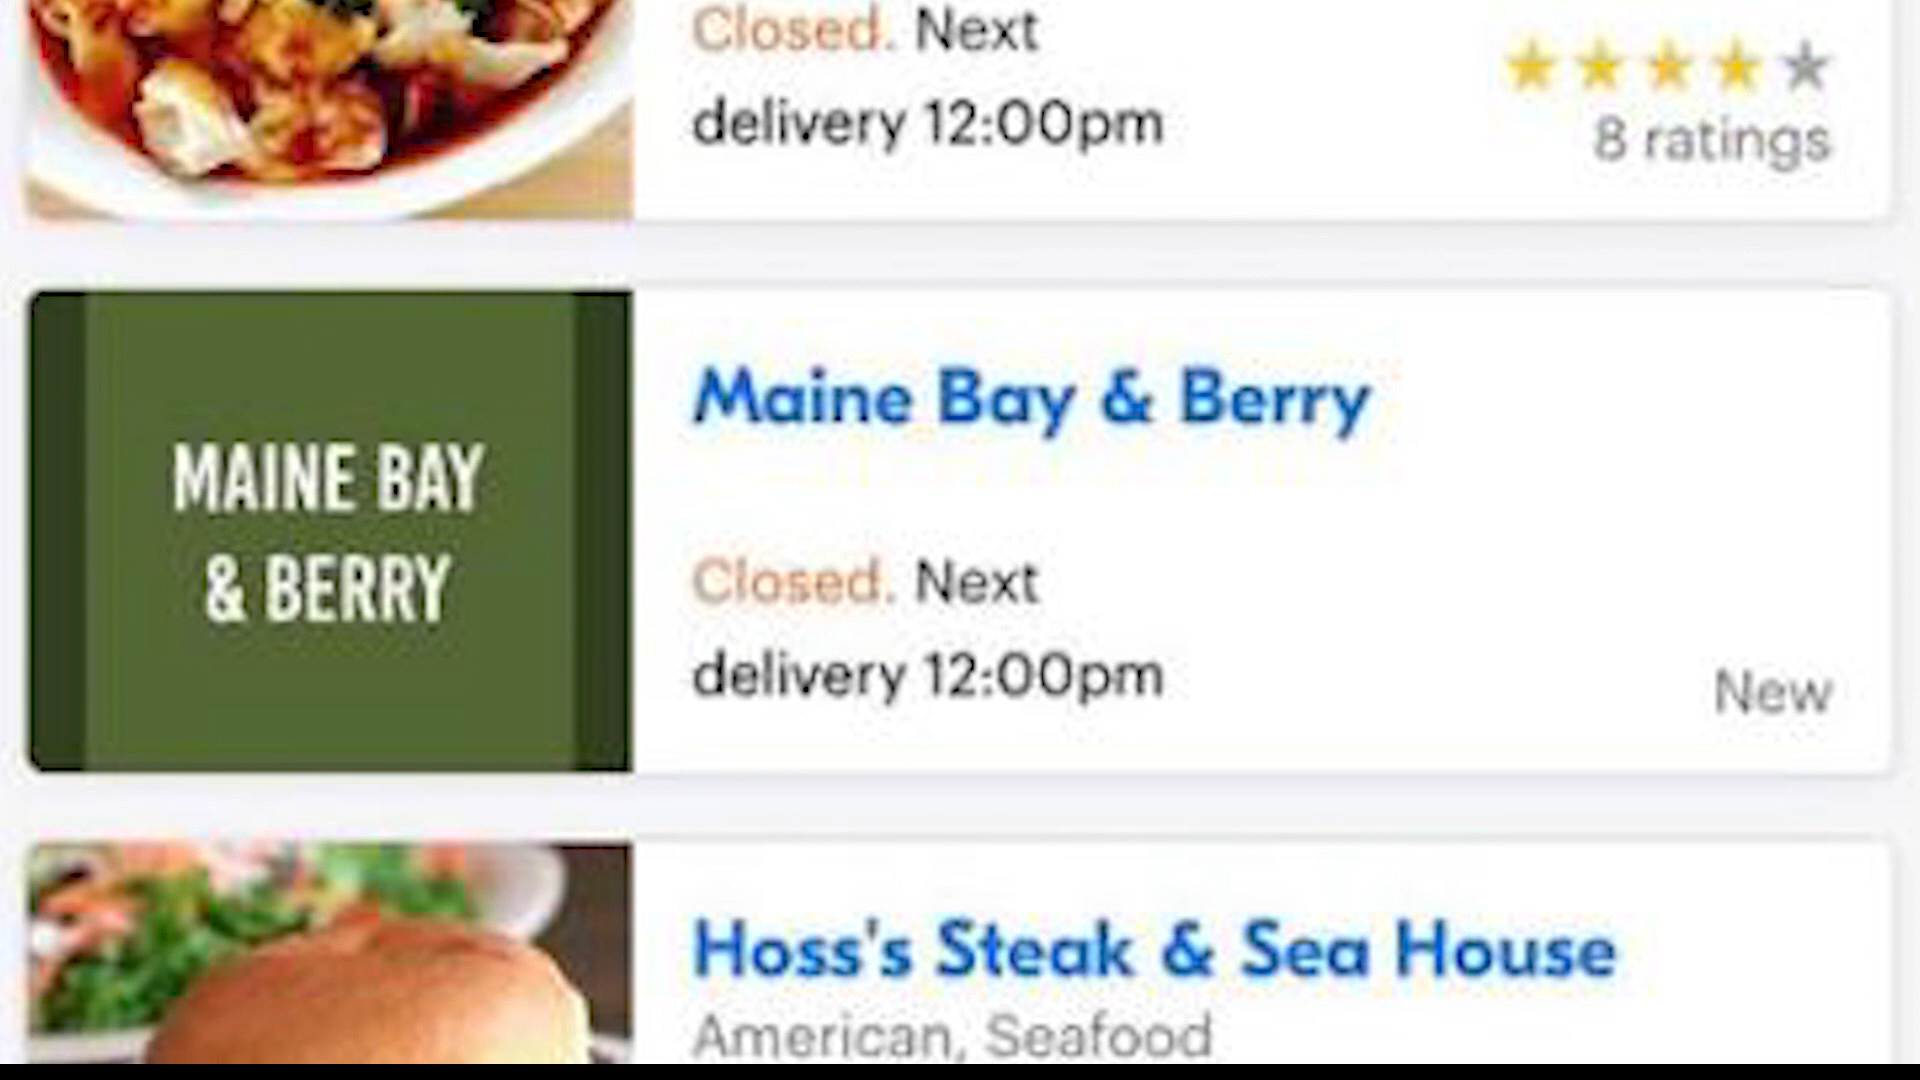 Closed. Next
delivery 12:00pm
8 ratings
MAINE BAY
& BERRY
Maine Bay & Berry
Closed. Next
delivery 12:00pm
New
Hoss's Steak & Sea House
American, Seafood